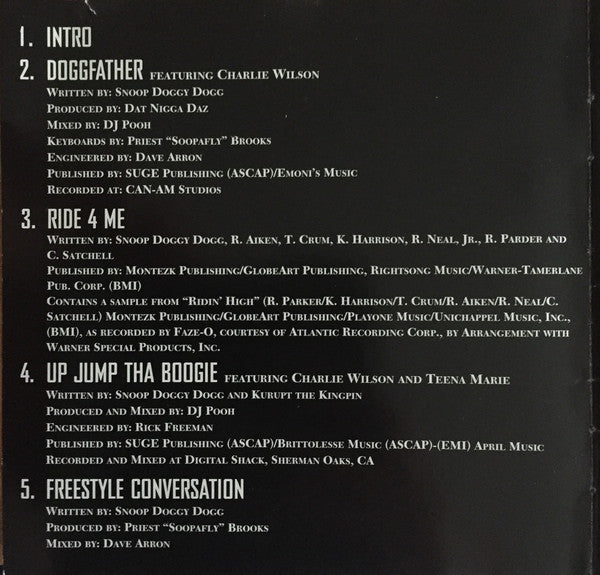 1. INTRO
2. DOGGFATHER FEATURING CHARLIE WILSON
WRITTEN BY: SNOOP DOGGY DOGG
PRODUCED BY: DAT NIGGA DAZ
MIXED BY: DJ POOH
KEYBOARDS BY: PRIEST "SOOPAFLY" BROOKS
ENGINEERED BY: DAVE ARRON
PUBLISHED BY: SUGE PUBLISHING (ASCAP)/EMONI'S MUSIC
RECORDED AT: CAN-AM STUDIOS
3. RIDE 4 ME
WRITTEN BY: SNOOP DOGGY DOGG, R. AIKEN, T. CRUM, K. HARRISON, R. NEAL, JR., R. PARDER AND
C. SATCHELL
PUBLISHED BY: MONTEZK PUBLISHING/GLOBEART PUBLISHING, RIGHTSONG MUSIC/WARNER-TAMERLANE
PUB. CORP. (BMI)
CONTAINS A SAMPLE FROM "RIDIN' HIGH" (R. PARKER/K. HARRISON/T. CRUM/R. AIKEN/R. NEAL/C.
SATCHELL) MONTEZK PUBLISHING/GLOBEART PUBLISHING/PLAYONE MUSIC/UNICHAPPEL MUSIC, INC.,
(BMI), AS RECORDED BY FAZE-O, COURTESY OF ATLANTIC RECORDING CORP., BY ARRANGEMENT WITH
WARNER SPECIAL PRODUCTS, INC.
4. UP JUMP THA BOOGIE FEATURING CHARLIE WILSON AND TEENA MARIE
WRITTEN BY: SNOOP DOGGY DOGG AND KURUPT THE KINGPIN
PRODUCED AND MIXED BY: DJ POOH
ENGINEERED BY: RICK FREEMAN
PUBLISHED BY: SUGE PUBLISHING (ASCAP)/BRITTOLESSE MUSIC (ASCAP)-(EMI) APRIL MUSIC
RECORDED AND MIXED AT DIGITAL SHACK, SHERMAN OAKS, CA
5. FREESTYLE CONVERSATION
WRITTEN BY: SNOOP DOGGY DOGG
PRODUCED BY: PRIEST "SOOPAFLY" BROOKS
MIXED BY: DAVE ARRON